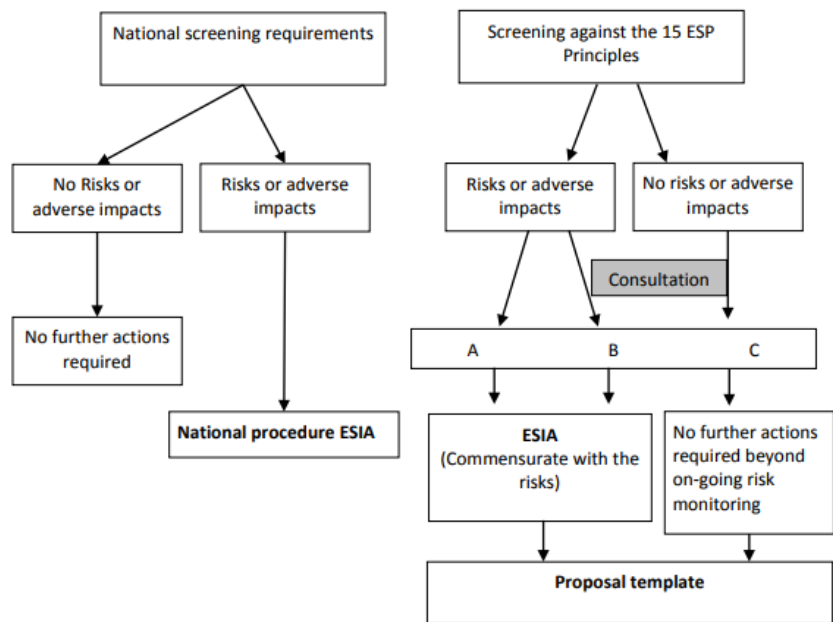 National screening requirements
Screening against the 15 ESP
Principles
No Risks or
adverse impacts
Risks or adverse
impacts
Risks or adverse
impacts
No risks or adverse
impacts
Consultation
No further actions
required
A
B
C
National procedure ESIA
ESIA
(Commensurate with the
risks)
No further actions
required beyond
on-going risk
monitoring
Proposal template